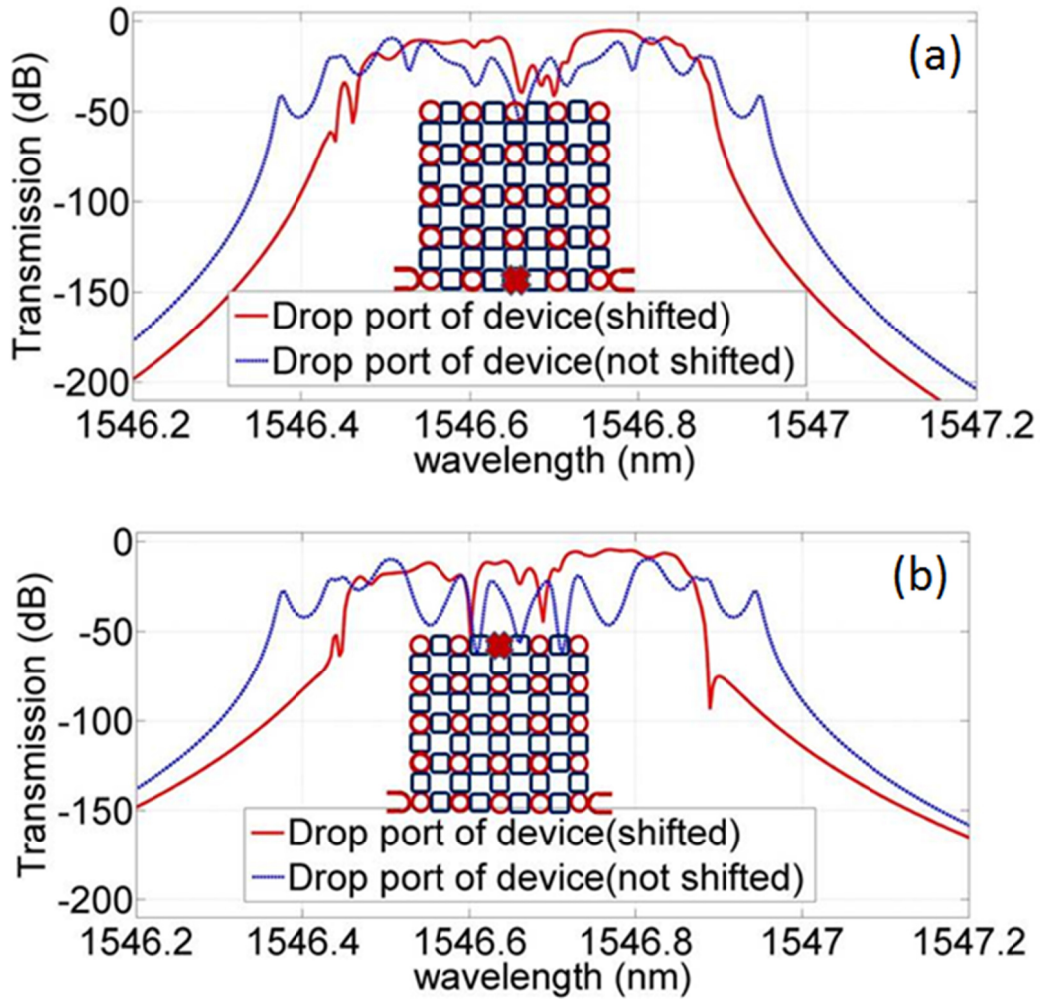 (a)
Transmission (dB)
0
-50
-100
-150
-200
Drop port of device(shifted)
Drop port of device(not shifted)
1546.2 1546.4 1546.6 1546.8 1547 1547.2
wavelength (nm)
(b)
Transmission (dB)
0
-50
-100
-150
-200
Drop port of device(shifted)
Drop port of device(not shifted)
1546.2 1546.4 1546.6 1546.8 1547 1547.2
wavelength (nm)